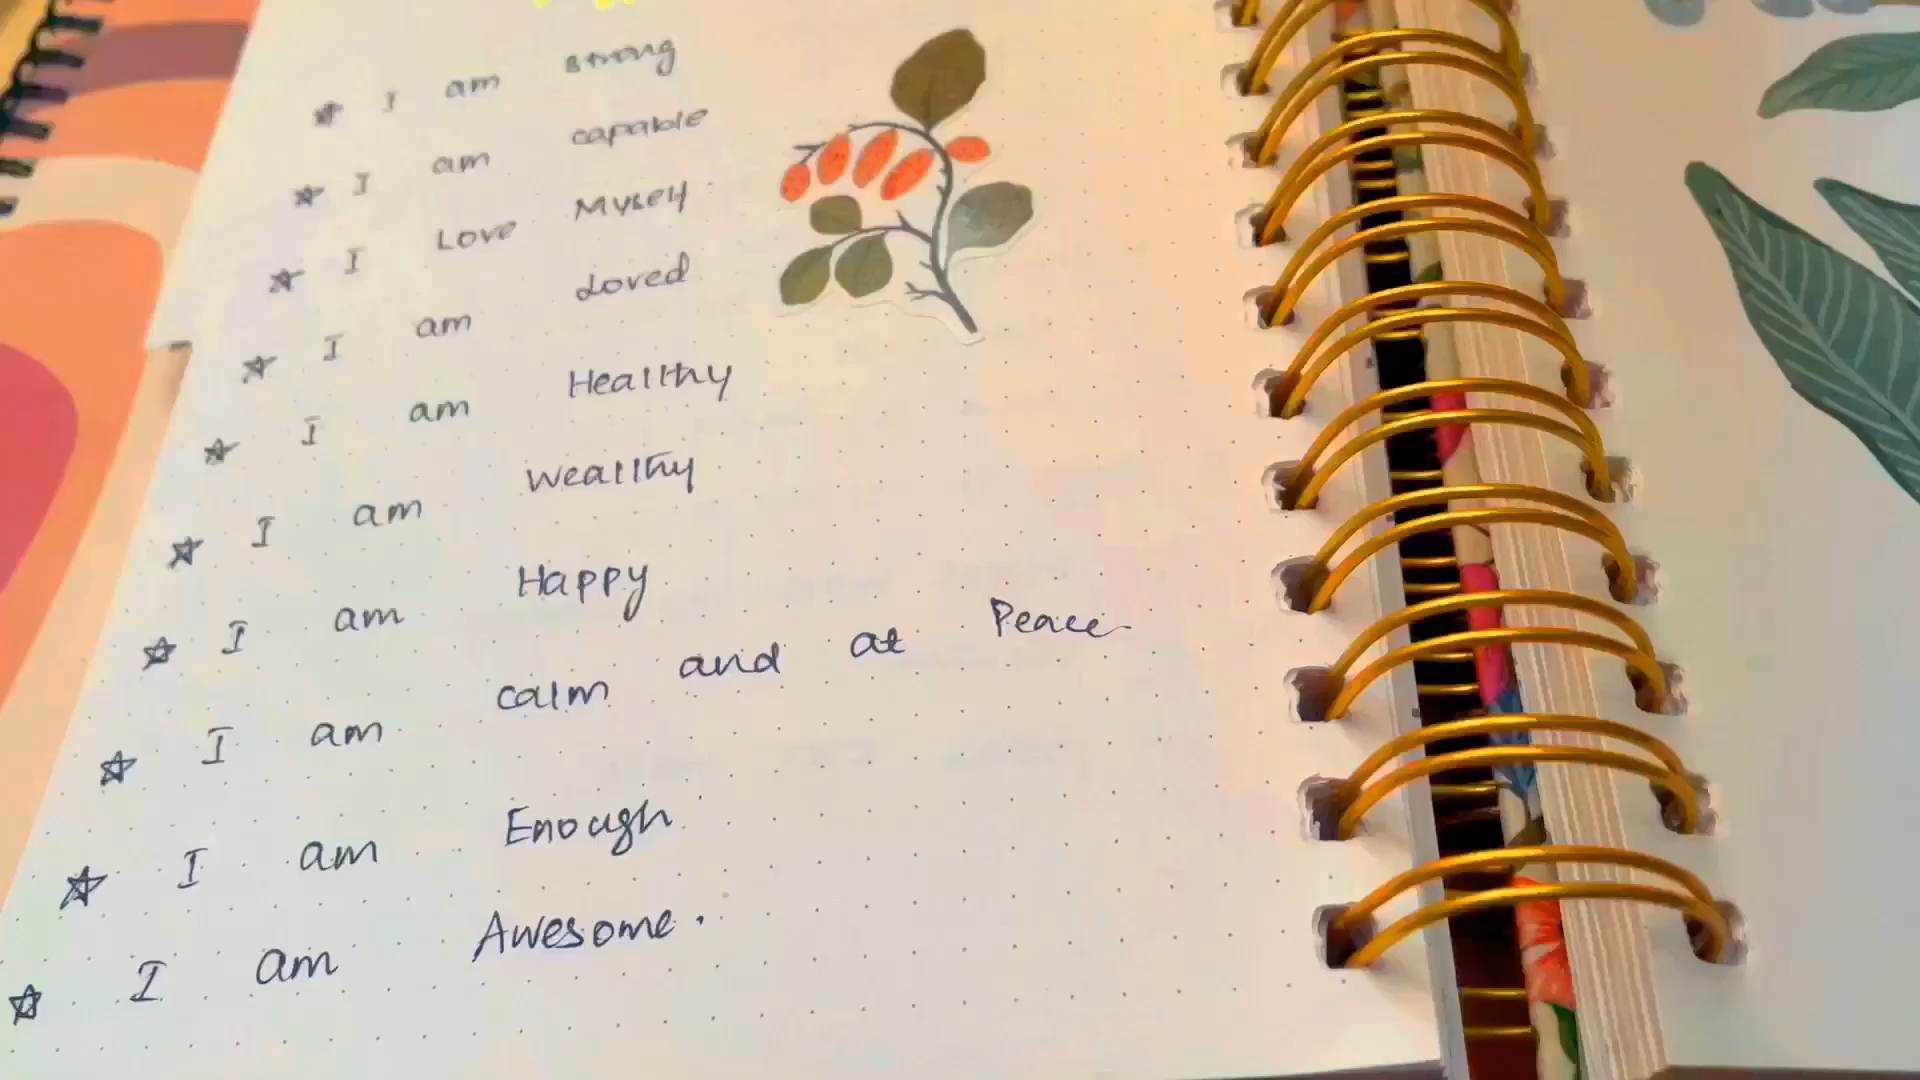 ☆ I am strong
☆ I am capable
☆ I Love Myself
☆ I am Loved
☆ I am Healthy
☆ I am Wealthy
☆ I am Happy
☆ I am calm and at Peace
☆ I am Enough
☆ I am Awesome.